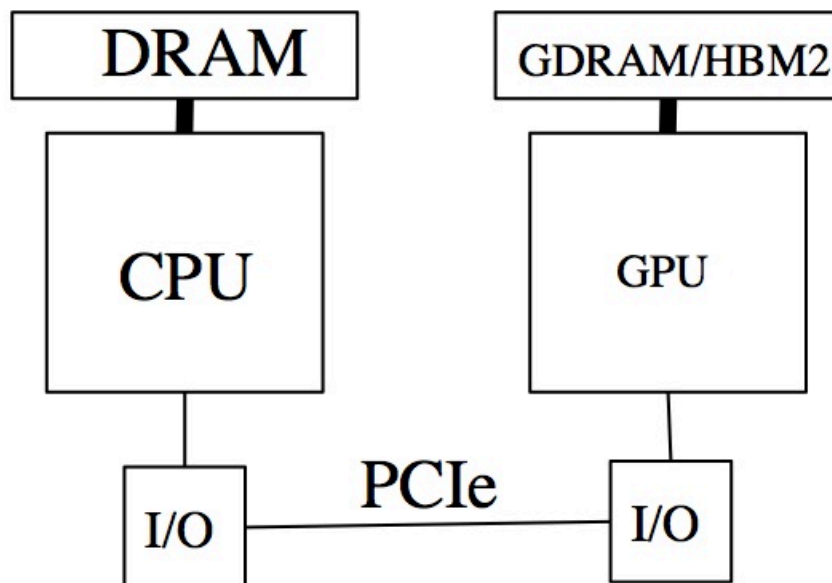 DRAM
GDRAM/HBM2
CPU
GPU
PCIe
I/O
I/O